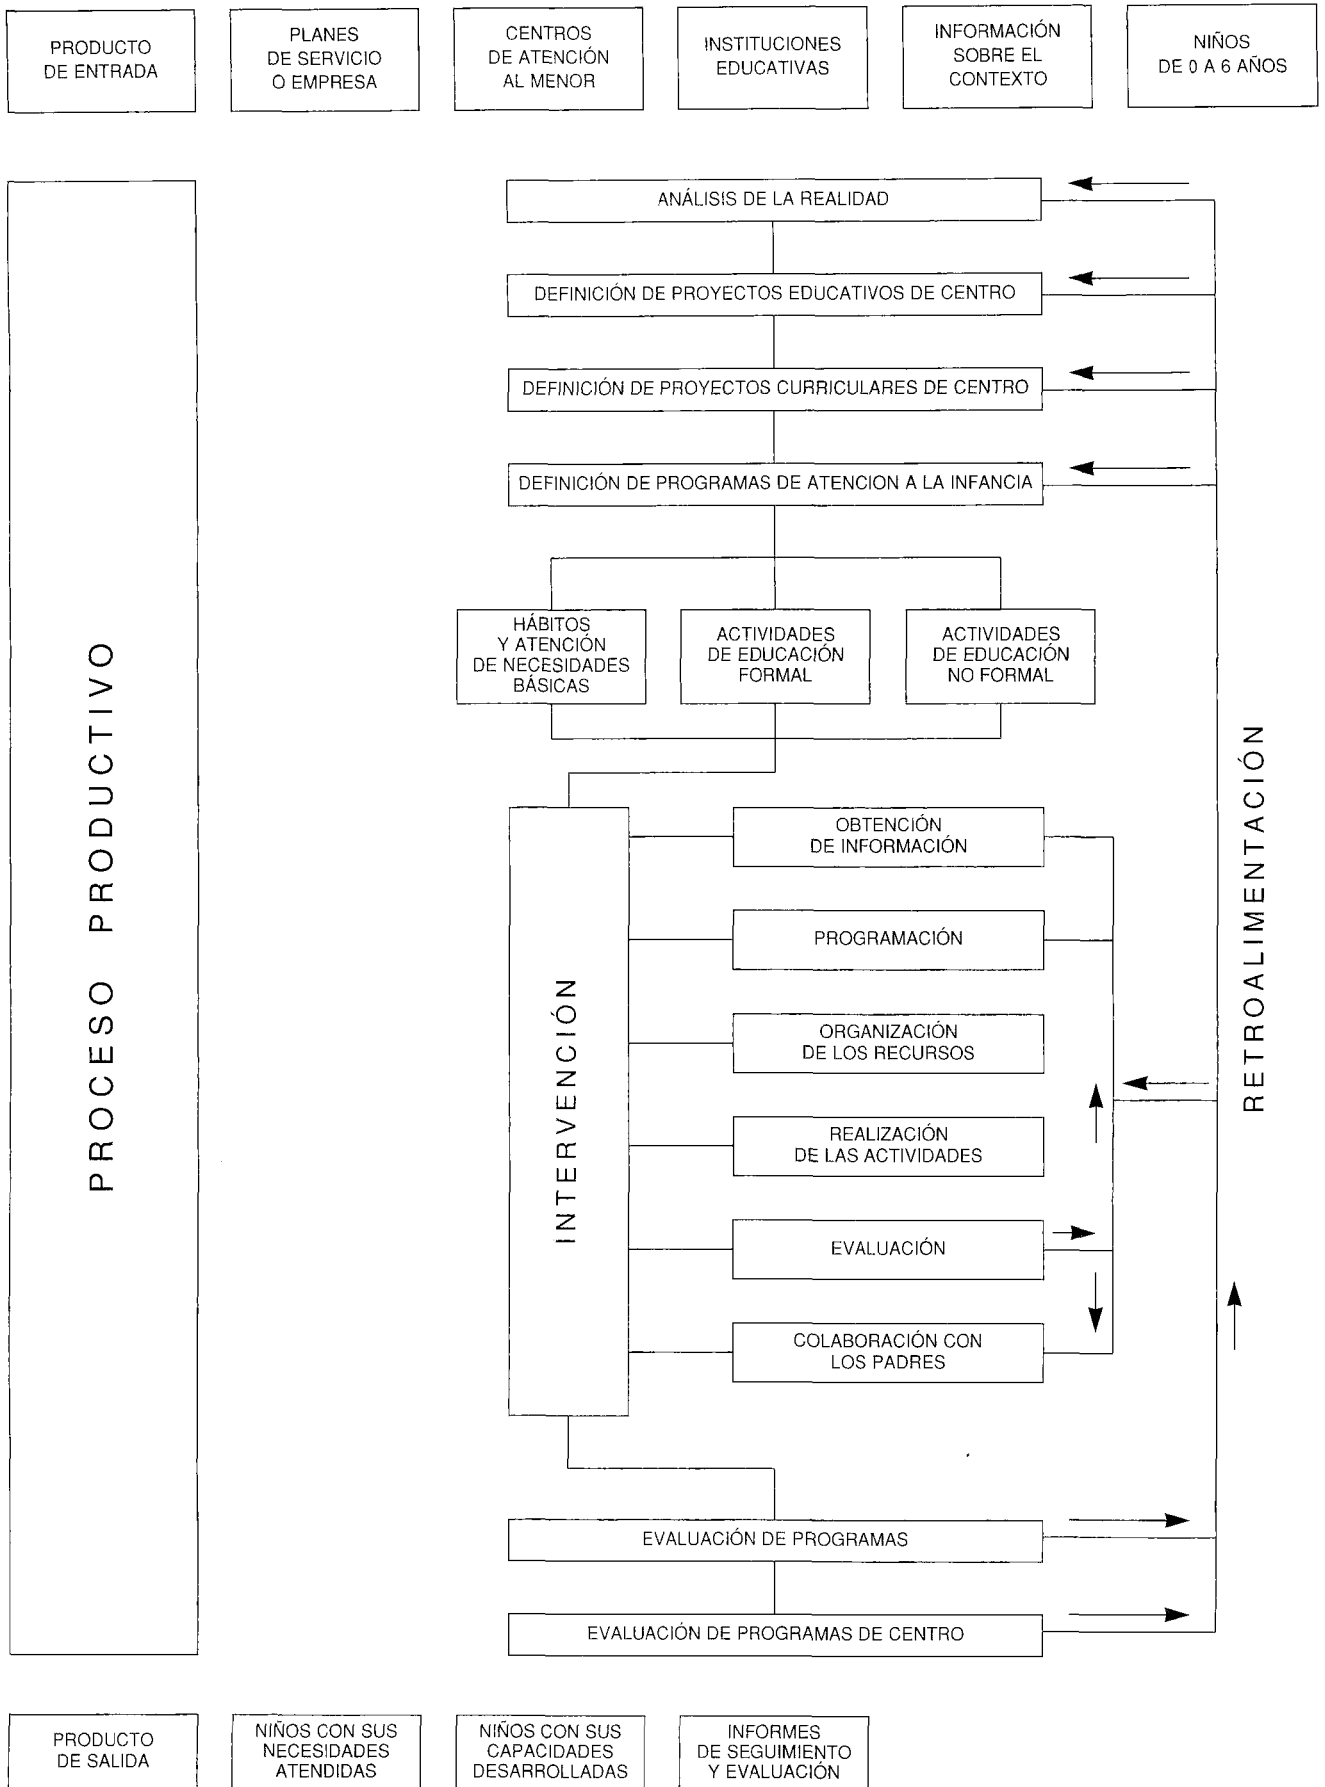 PRODUCTO
DE ENTRADA
PLANES
DE SERVICIO
O EMPRESA
CENTROS
DE ATENCIÓN
AL MENOR
INSTITUCIONES
EDUCATIVAS
INFORMACIÓN
SOBRE EL
CONTEXTO
NIÑOS
DE 0 A 6 AÑOS
PROCESO PRODUCTIVO
ANÁLISIS DE LA REALIDAD
DEFINICIÓN DE PROYECTOS EDUCATIVOS DE CENTRO
DEFINICIÓN DE PROYECTOS CURRICULARES DE CENTRO
DEFINICIÓN DE PROGRAMAS DE ATENCION A LA INFANCIA
HÁBITOS
Y ATENCIÓN
DE NECESIDADES
BÁSICAS
ACTIVIDADES
DE EDUCACIÓN
FORMAL
ACTIVIDADES
DE EDUCACIÓN
NO FORMAL
RETROALIMENTACIÓN
INTERVENCIÓN
OBTENCIÓN
DE INFORMACIÓN
PROGRAMACIÓN
ORGANIZACIÓN
DE LOS RECURSOS
REALIZACIÓN
DE LAS ACTIVIDADES
EVALUACIÓN
COLABORACIÓN CON
LOS PADRES
EVALUACIÓN DE PROGRAMAS
EVALUACIÓN DE PROGRAMAS DE CENTRO
PRODUCTO
DE SALIDA
NIÑOS CON SUS
NECESIDADES
ATENDIDAS
NIÑOS CON SUS
CAPACIDADES
DESARROLLADAS
INFORMES
DE SEGUIMIENTO
Y EVALUACIÓN